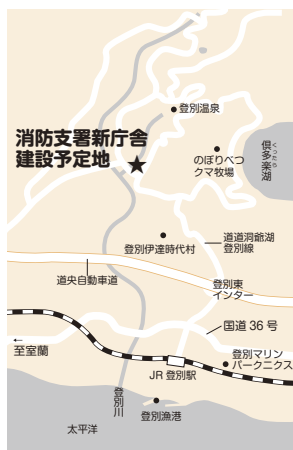 登別温泉
消防支署新庁舎
建設予定地
のぼりべつ
クマ牧場
倶多楽湖
くったら
登別伊達時代村
道道洞爺湖
登別線
道央自動車道
登別東
インター
国道36号
←
至室蘭
登別マリン
パークニクス
JR登別駅
登別川
登別漁港
太平洋